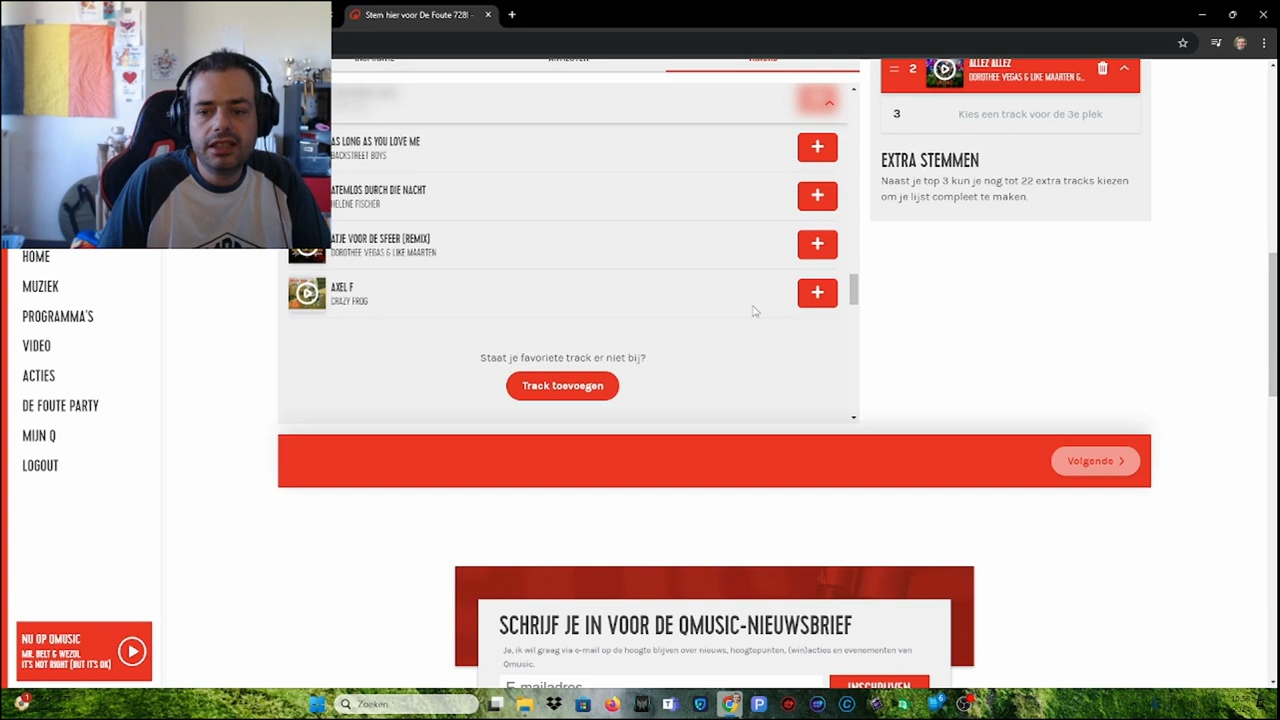 Stem hier voor De Foute 728! -
ALLEZ ALLEZ
2
DOROTHEE VEGAS & LIKE MAARTEN &...
3 Kies een track voor de 3e plek
EXTRA STEMMEN
Naast je top 3 kun je nog tot 22 extra tracks kiezen
om je lijst compleet te maken.
AS LONG AS YOU LOVE ME
BACKSTREET BOYS
ATEMLOS DURCH DIE NACHT
HELENE FISCHER
ATJE VOOR DE SFEER (REMIX)
DOROTHEE VEGAS & LIKE MAARTEN
AXEL F
CRAZY FROG
Staat je favoriete track er niet bij?
Track toevoegen
Volgende
HOME
MUZIEK
PROGRAMMA'S
VIDEO
ACTIES
DE FOUTE PARTY
MIJN Q
LOGOUT
NU OP QMUSIC
MR. BELT & WEZOL
IT'S NOT RIGHT (BUT IT'S OK)
SCHRIJF JE IN VOOR DE QMUSIC-NIEUWSBRIEF
Ja, ik wil graag via e-mail op de hoogte blijven over nieuws, hoogtepunten, (win)acties en evenementen van
Qmusic.
E-mailadres
INSCHRIJVEN
Zoeken